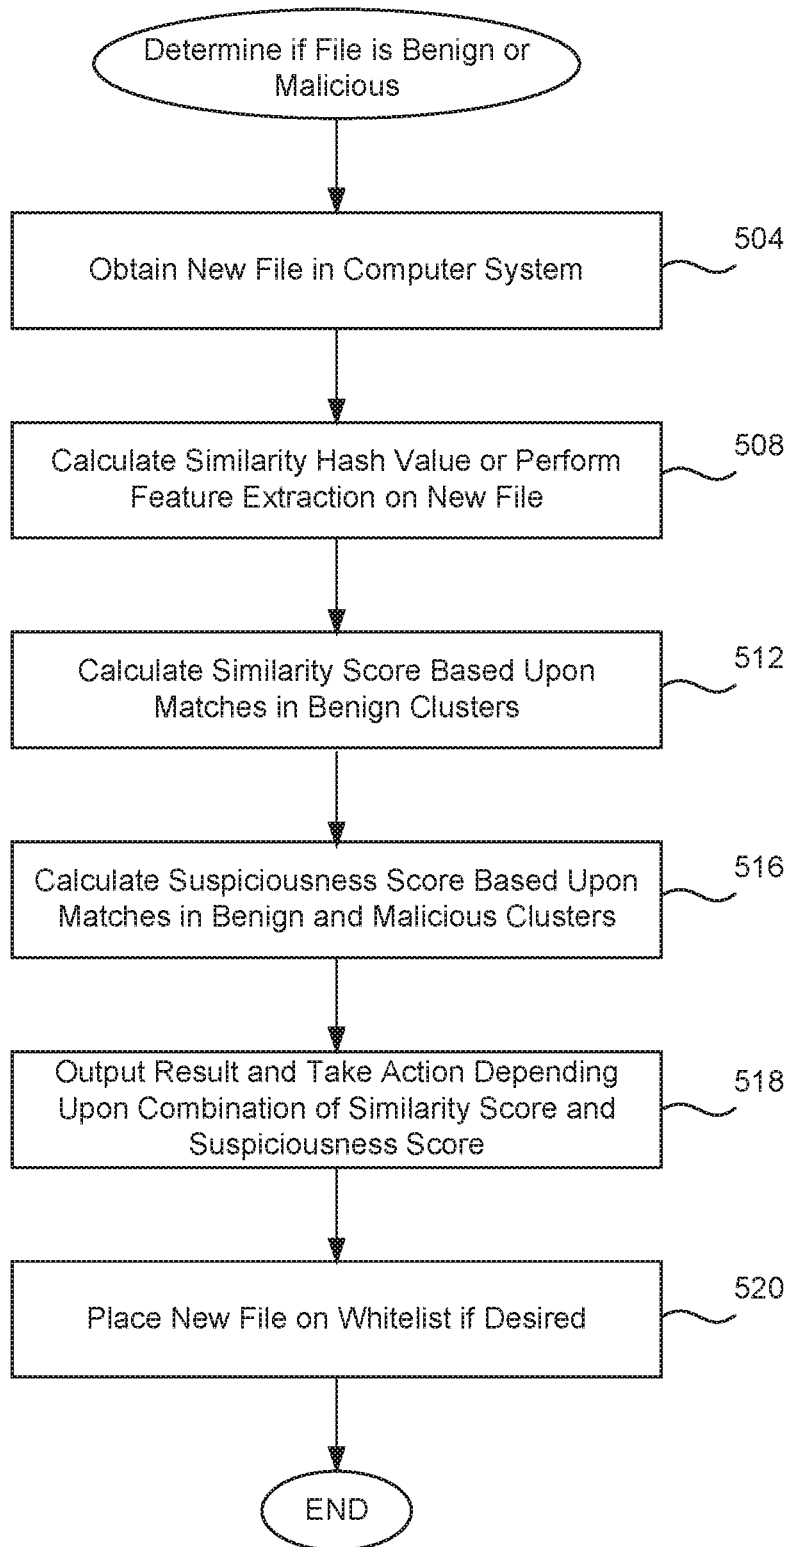 Determine if File is Benign or
Malicious
Obtain New File in Computer System
504
Calculate Similarity Hash Value or Perform
Feature Extraction on New File
508
Calculate Similarity Score Based Upon
Matches in Benign Clusters
512
Calculate Suspiciousness Score Based Upon
Matches in Benign and Malicious Clusters
516
Output Result and Take Action Depending
Upon Combination of Similarity Score and
Suspiciousness Score
518
Place New File on Whitelist if Desired
520
END